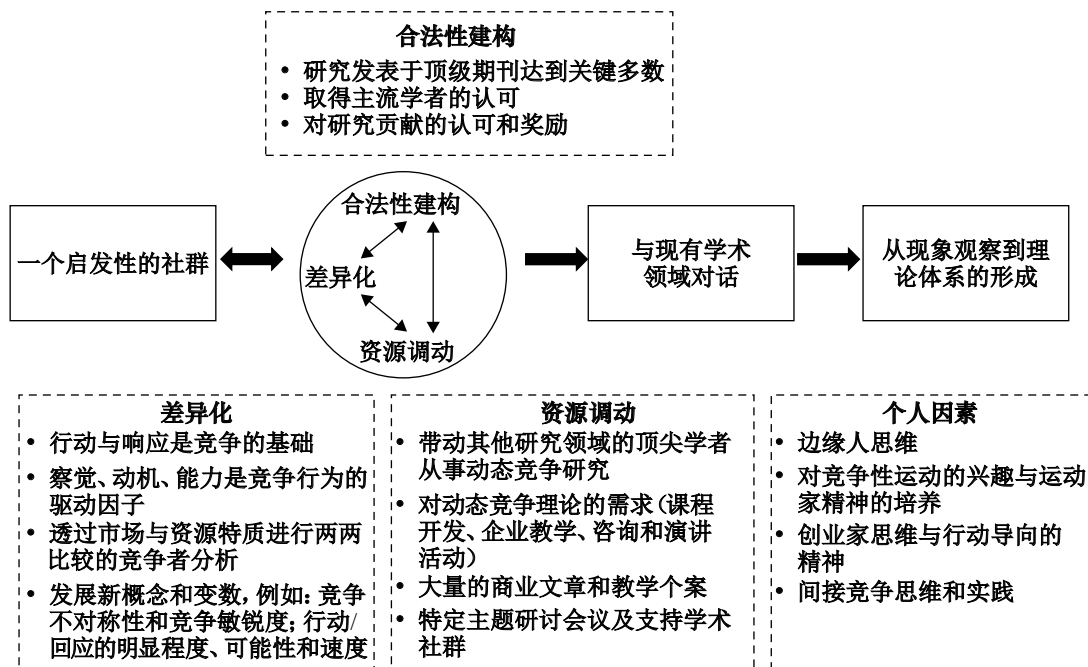 合法性建构
• 研究发表于顶级期刊达到关键多数
• 取得主流学者的认可
• 对研究贡献的认可和奖励
一个启发性的社群
合法性建构
差异化
资源调动
与现有学术
领域对话
从现象观察到理
论体系的形成
差异化
• 行动与响应是竞争的基础
• 察觉、动机、能力是竞争行为的
驱动因子
• 透过市场与资源特质进行两两
比较的竞争者分析
• 发展新概念和变数，例如：竞争
不对称性和竞争敏锐度；行动/
回应的明显程度、可能性和速度
资源调动
• 带动其他研究领域的顶尖学者
从事动态竞争研究
• 对动态竞争理论的需求（课程
开发、企业教学、咨询和演讲
活动）
• 大量的商业文章和教学个案
• 特定主题研讨会议及支持学术
社群
个人因素
• 边缘人思维
• 对竞争性运动的兴趣与运动
家精神的培养
• 创业家思维与行动导向的
精神
• 间接竞争思维和实践